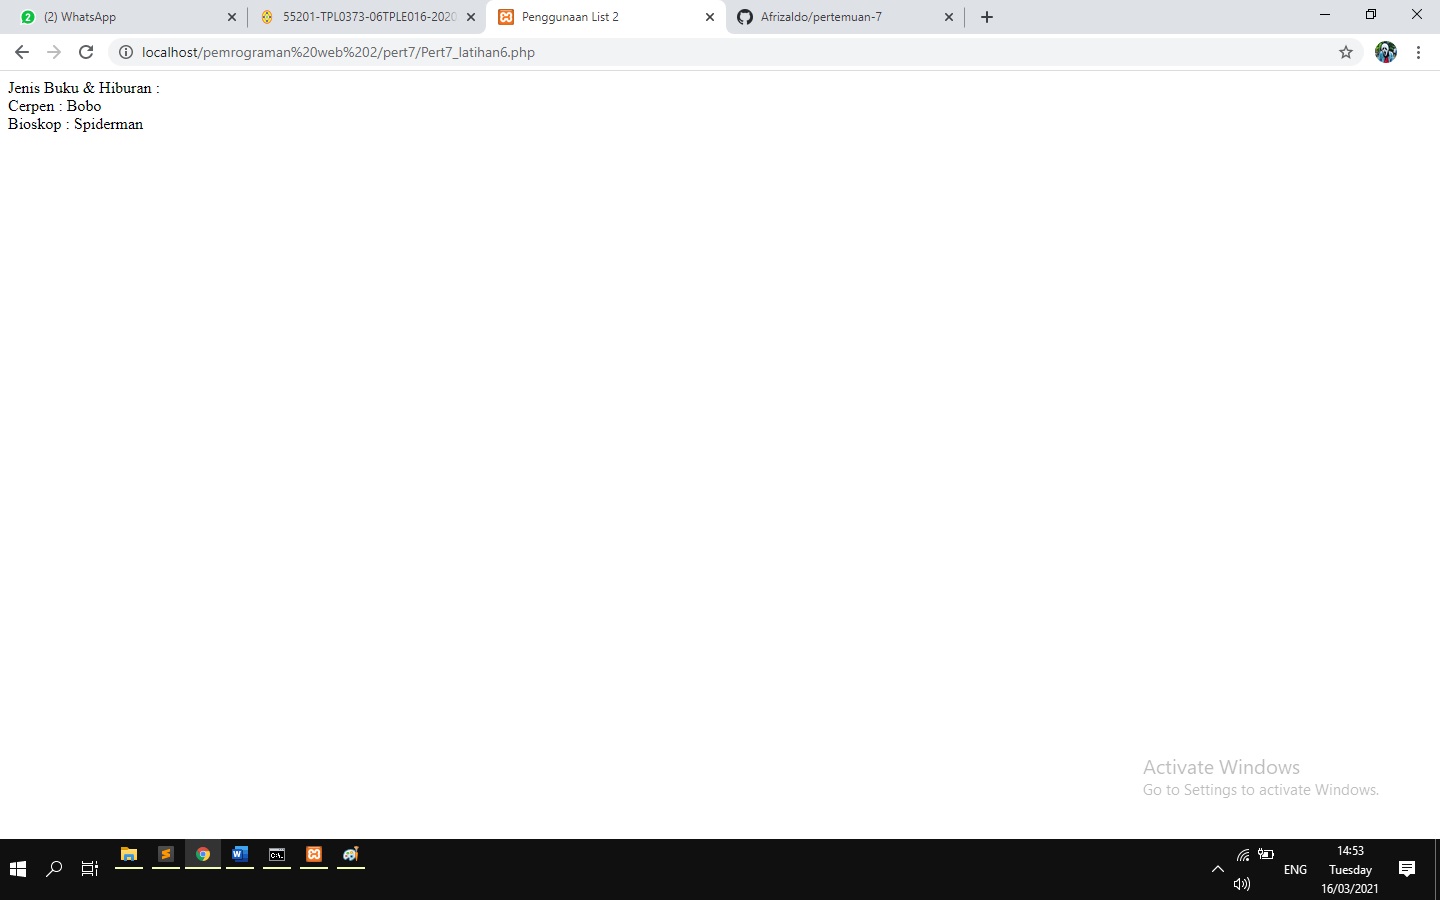 (2) WhatsApp
55201-TPL0373-06TPLE016-2020
Penggunaan List 2
Afrizaldo/pertemuan-7
localhost/pemrograman%20web%202/pert7/Pert7_latihan6.php
Jenis Buku & Hiburan :
Cerpen : Bobo
Bioskop : Spiderman
Activate Windows
Go to Settings to activate Windows.
14:53
ENG
Tuesday
16/03/2021